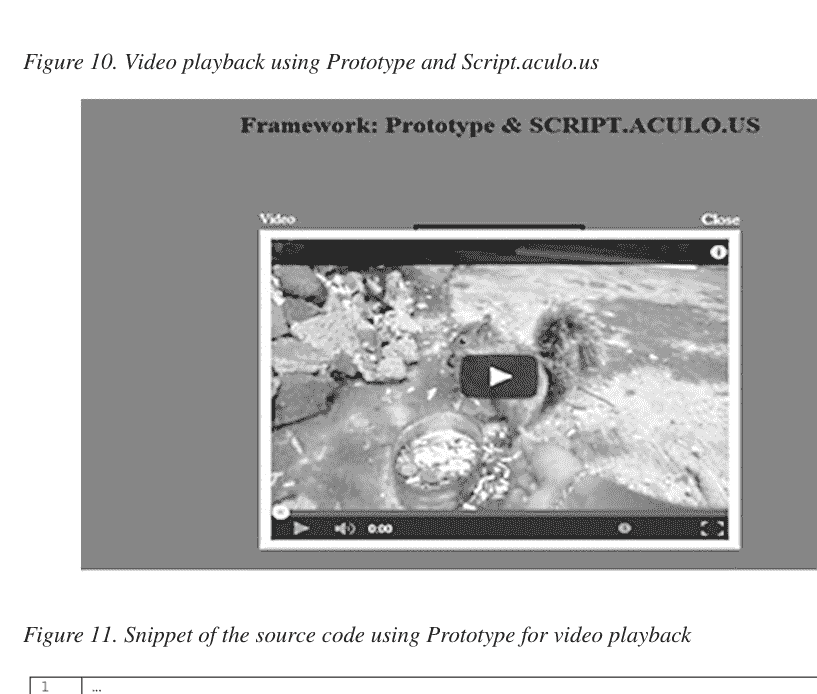 Figure 10. Video playback using Prototype and Script.aculo.us
Framework: Prototype & SCRIPT.ACULO.US
Video Close
0:00
Figure 11. Snippet of the source code using Prototype for video playback
1 ...